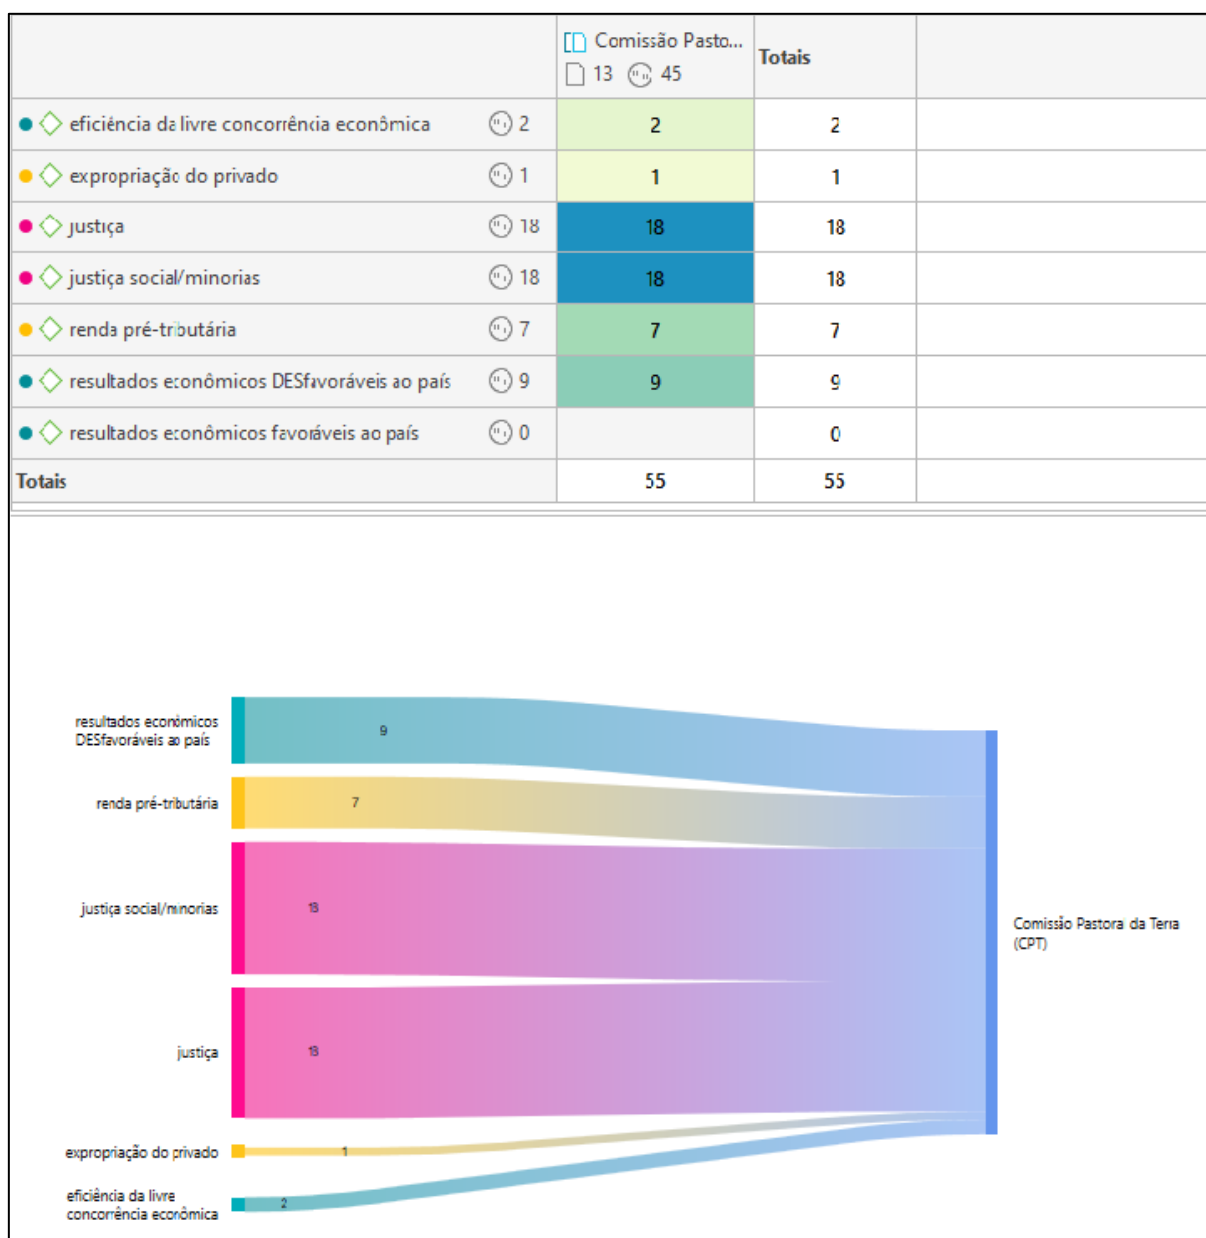 Comissão Pasto...
13 45
Totais
eficiência da livre concorrência econômica 2 2 2
expropriação do privado 1 1 1
justiça 18 18 18
justiça social/minorias 18 18 18
renda pré-tributária 7 7 7
resultados econômicos DESfavoráveis ao país 9 9 9
resultados econômicos favoráveis ao país 0 0
Totais 55 55
resultados econômicos
DESfavoráveis ao país
9
renda pré-tributária
7
justiça social/minorias
18
Comissão Pastoral da Terra
(CPT)
justiça
18
expropriação do privado
1
eficiência da livre
concorrência econômica
2